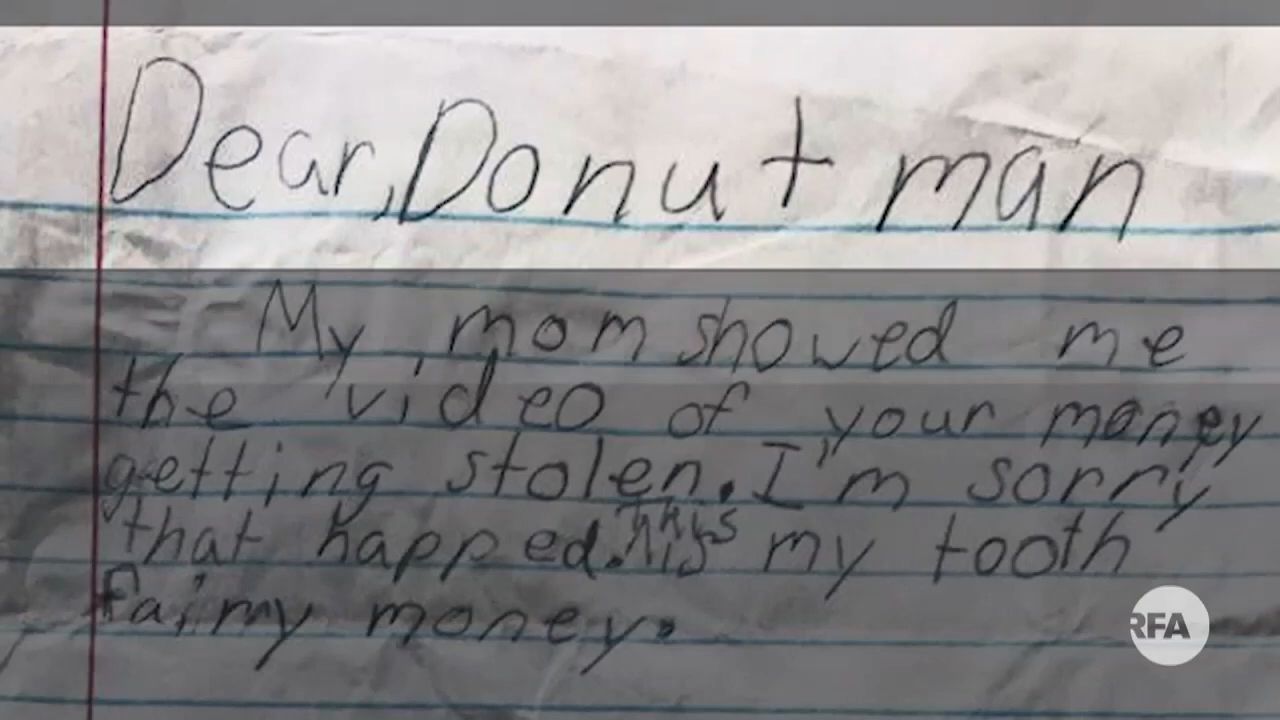 Dear, Donut man
My mom showed me
the video of your money
getting stolen. I'm sorry
that happed. this my tooth
fairy money.
RFA